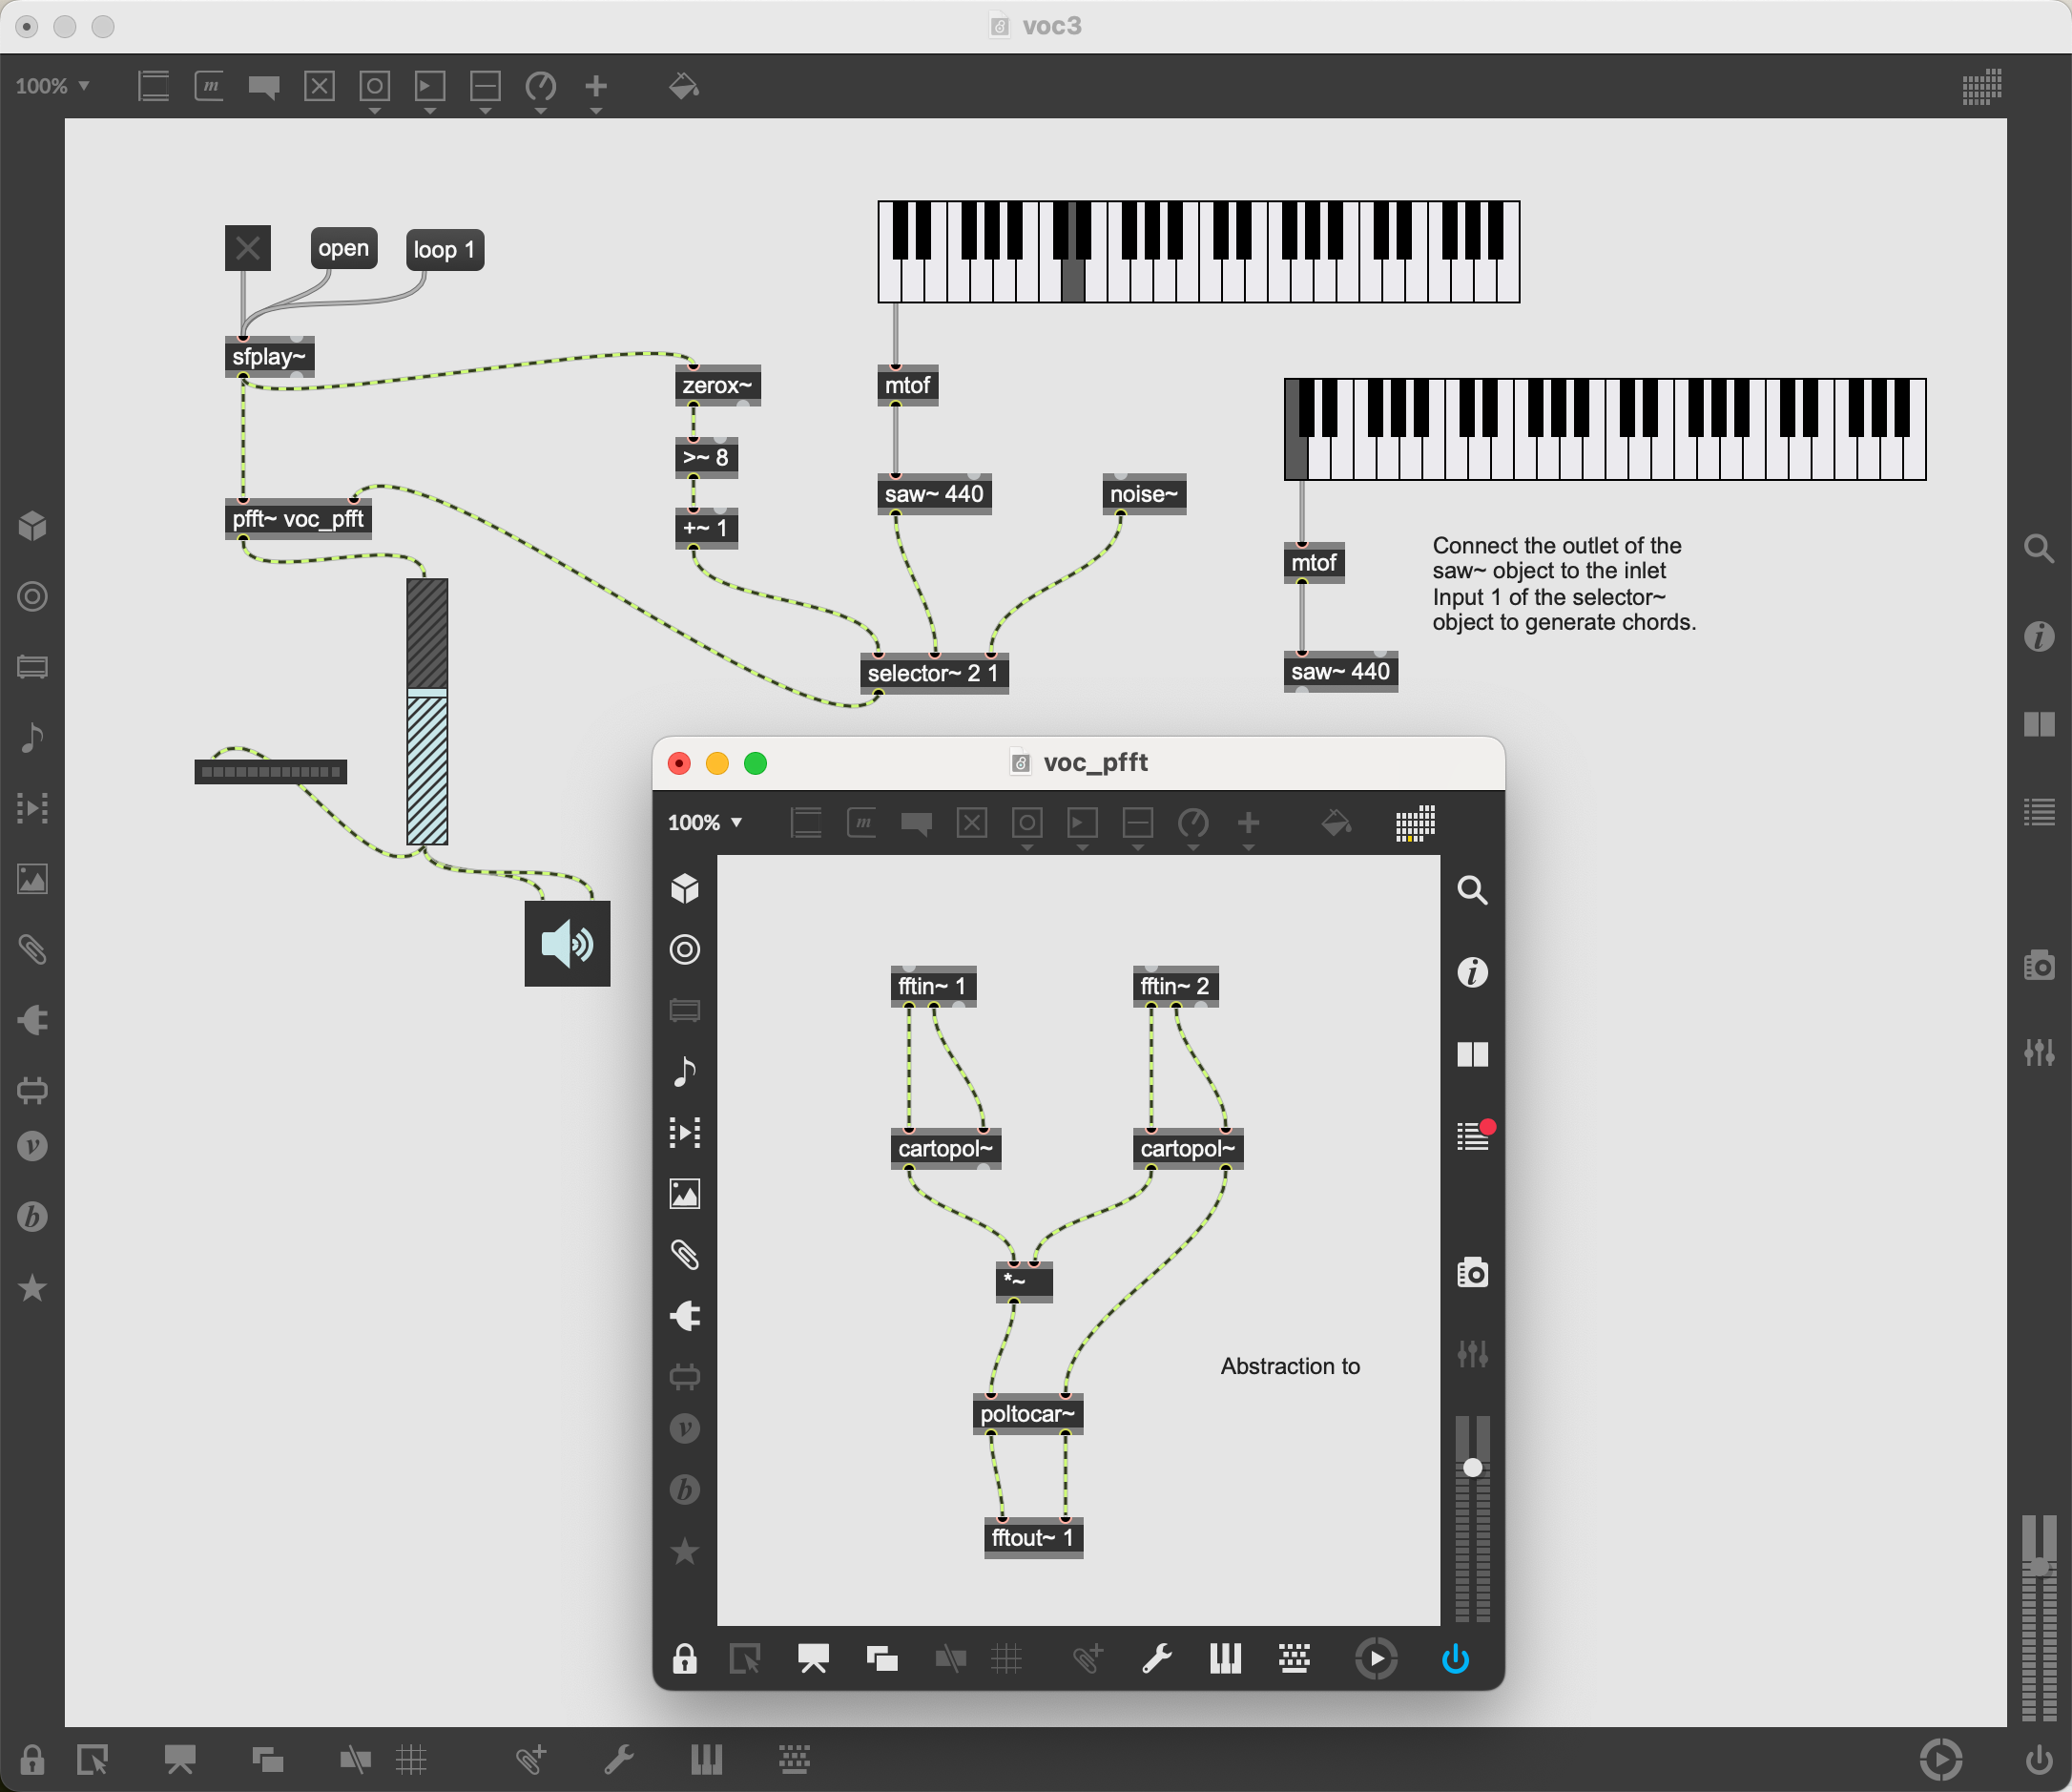 voc3
100%
m
open
loop 1
sfplay~
zerox~
mtof
>~ 8
saw~ 440
noise~
pfft~ voc_pfft
+~ 1
Connect the outlet of the
saw~ object to the inlet
Input 1 of the selector~
object to generate chords.
mtof
selector~ 2 1
saw~ 440
voc_pfft
100%
m
i
fftin~ 1
fftin~ 2
i
cartopol~
cartopol~
v
b
*~
Abstraction to
poltocar~
v
b
fftout~ 1